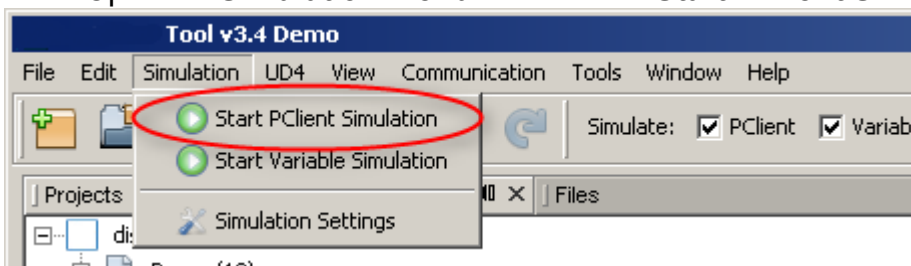 Tool v3.4 Demo
File Edit Simulation UD4 View Communication Tools Window Help
Start PClient Simulation
Simulate: PClient
Start Variable Simulation
Projects
Files
Simulation Settings